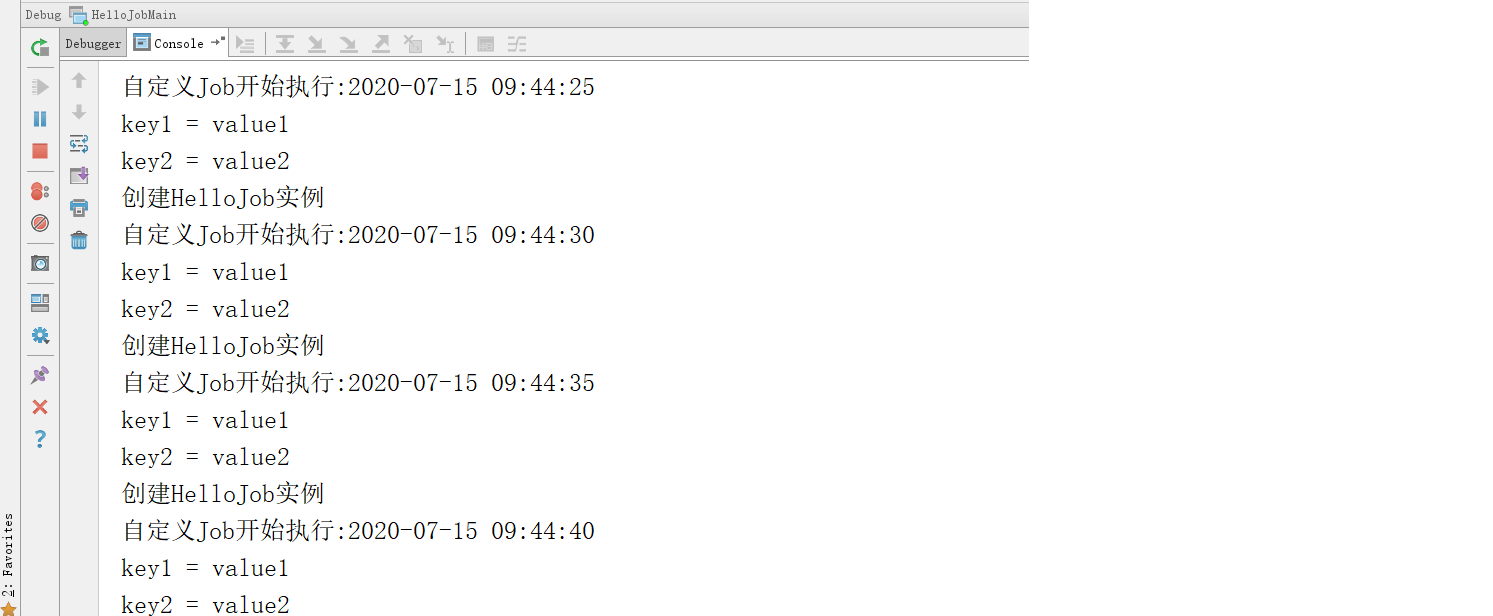 Debug HelloJobMain
Debugger Console
自定义Job开始执行:2020-07-15 09:44:25
key1 = value1
key2 = value2
创建HelloJob实例
自定义Job开始执行:2020-07-15 09:44:30
key1 = value1
key2 = value2
创建HelloJob实例
自定义Job开始执行:2020-07-15 09:44:35
key1 = value1
key2 = value2
创建HelloJob实例
自定义Job开始执行:2020-07-15 09:44:40
key1 = value1
key2 = value2
2: Favorites